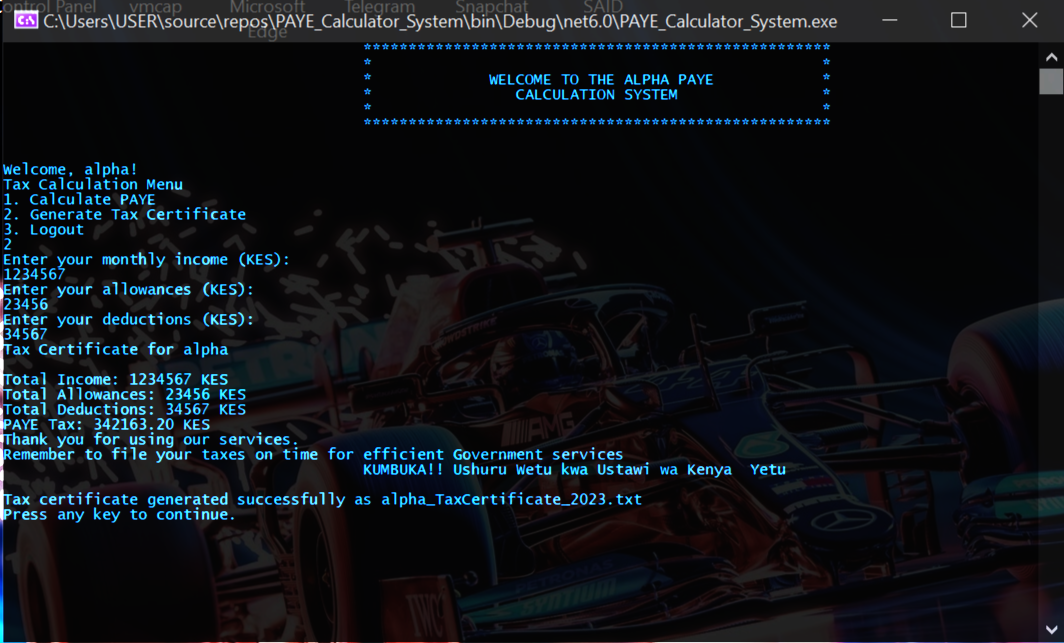 ontrol Panel vmcap Microsoft Telegram Snapchat SAID
Edge
C:\Users\USER\source\repos\PAYE_Calculator_System\bin\Debug\net6.0\PAYE_Calculator_System.exe
****************************************************
* *
* WELCOME TO THE ALPHA PAYE *
* CALCULATION SYSTEM *
* *
****************************************************
Welcome, alpha!
Tax Calculation Menu
1. Calculate PAYE
2. Generate Tax Certificate
3. Logout
2
Enter your monthly income (KES):
1234567
Enter your allowances (KES):
23456
Enter your deductions (KES):
34567
Tax Certificate for alpha
Total Income: 1234567 KES
Total Allowances: 23456 KES
Total Deductions: 34567 KES
PAYE Tax: 342163.20 KES
Thank you for using our services.
Remember to file your taxes on time for efficient Government services
KUMBUKA!! Ushuru Wetu kwa Ustawi wa Kenya  Yetu
Tax certificate generated successfully as alpha_TaxCertificate_2023.txt
Press any key to continue.
AMG
PETRONAS